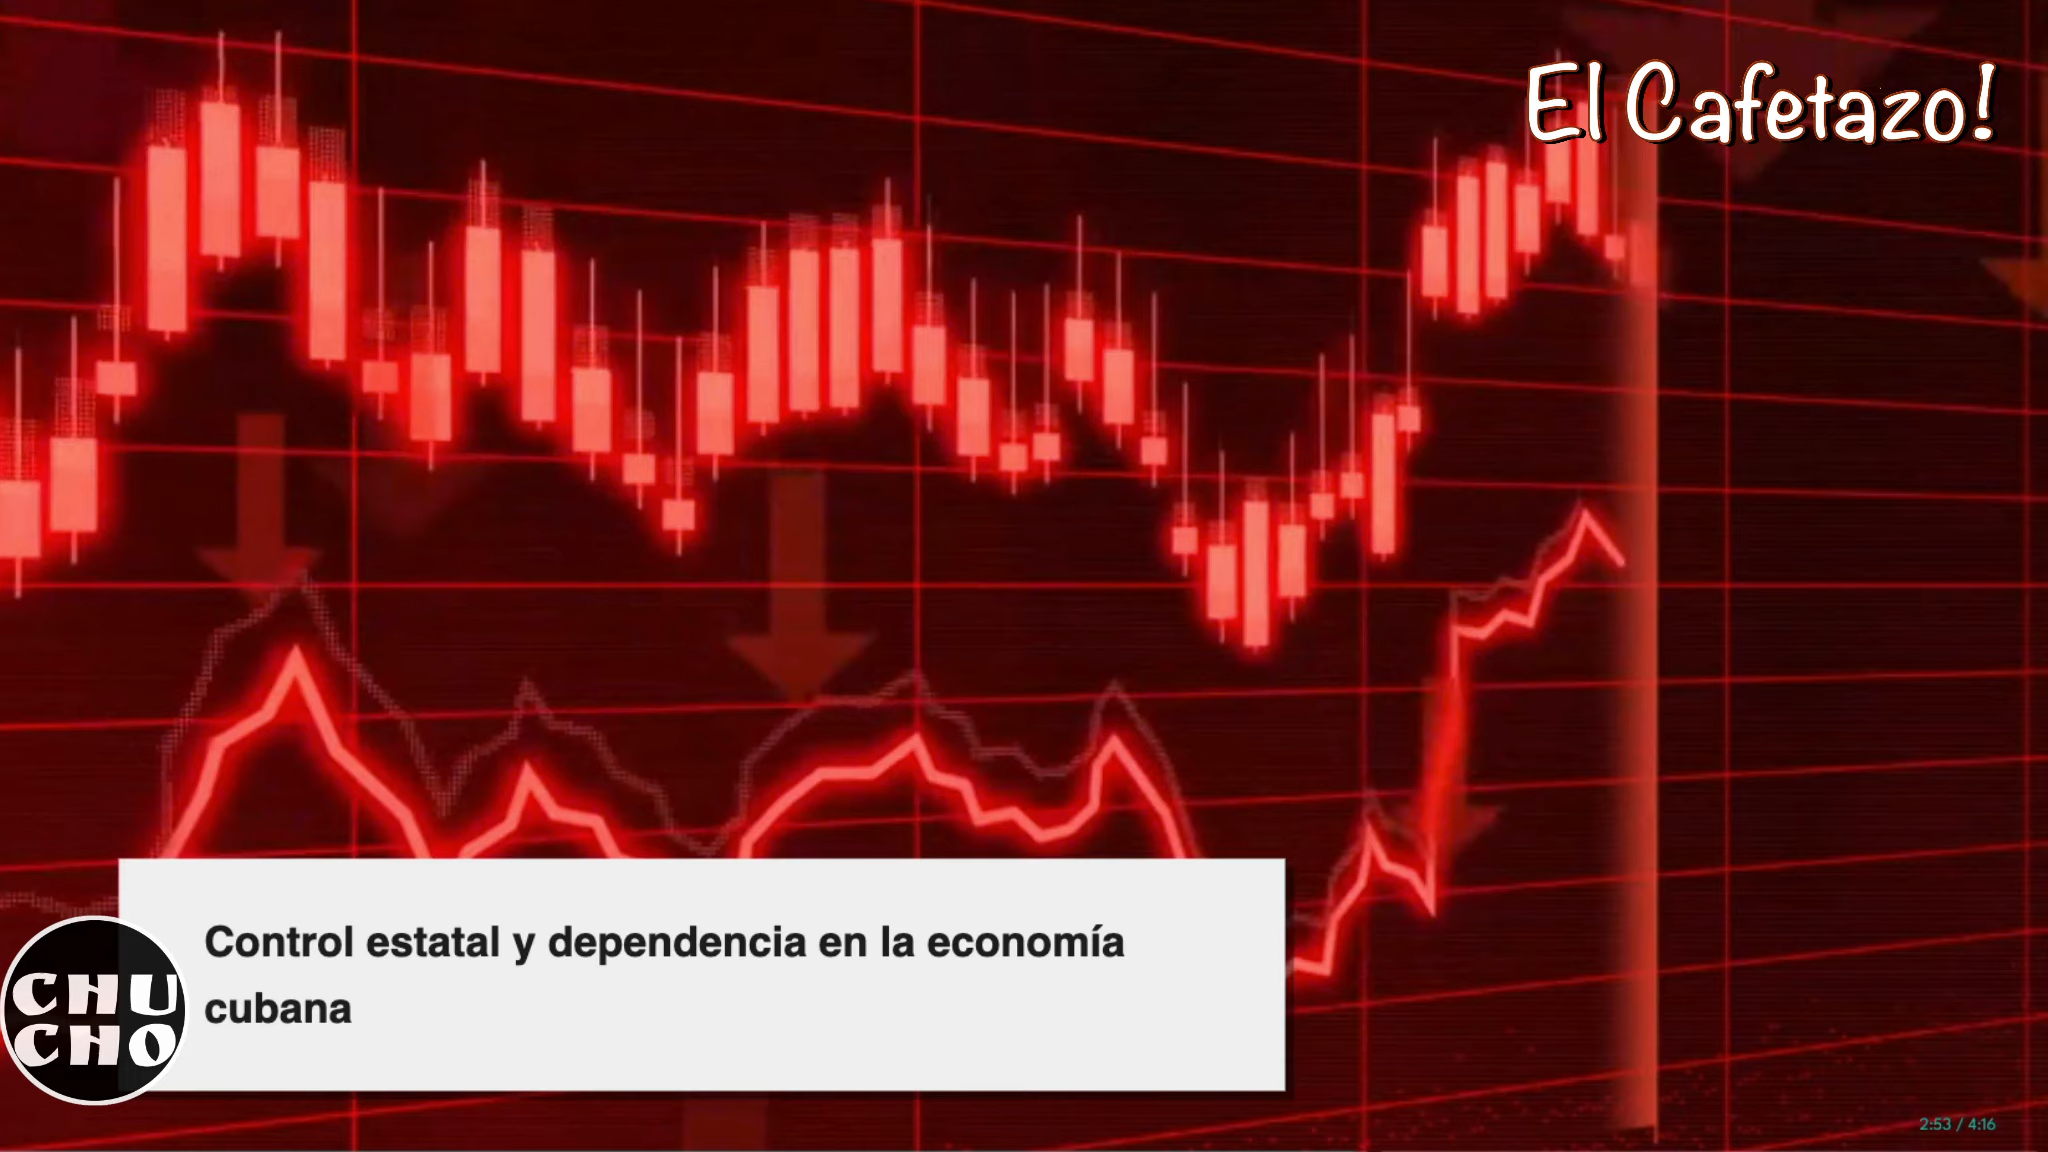 El Cafetazo!
Control estatal y dependencia en la economía
cubana
CHU
CHO
2:53 / 4:16